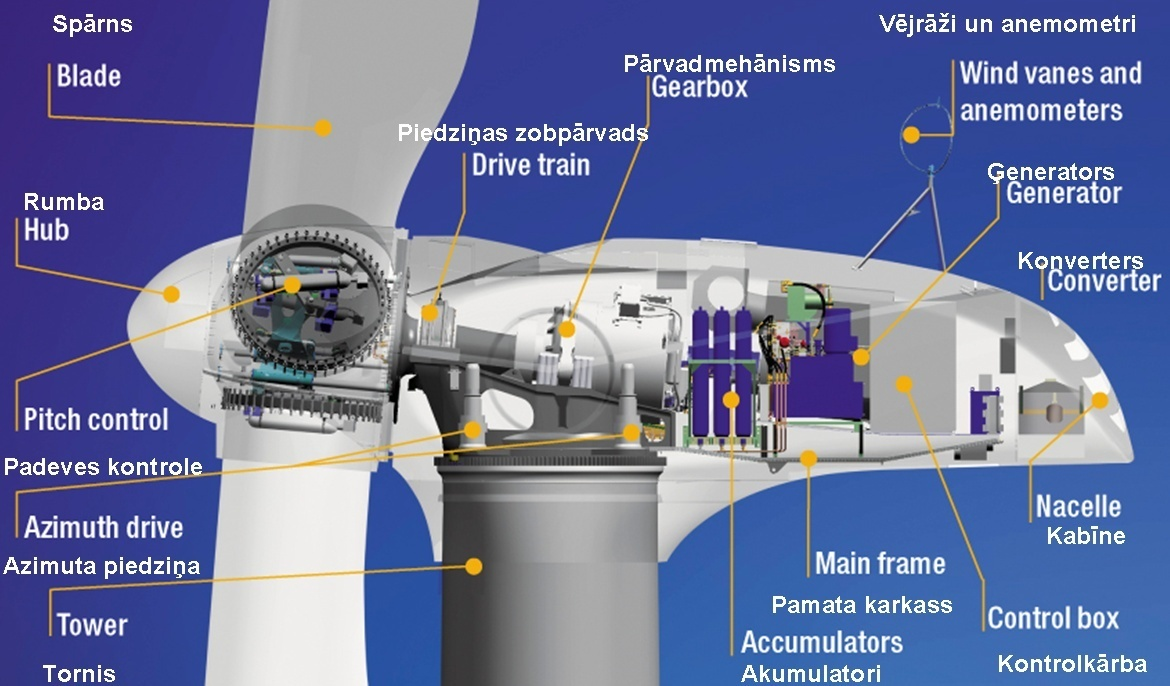 Spārns
Blade
Vējrāži un anemometri
Wind vanes and
anemometers
Pārvadmehānisms
Gearbox
Piedziņas zobpārvads
Drive train
Ģenerators
Generator
Rumba
Hub
Konverters
Converter
Pitch control
Padeves kontrole
Azimuth drive
Azimuta piedziņa
Tower
Tornis
Nacelle
Kabīne
Main frame
Pamata karkass
Accumulators
Akumulatori
Control box
Kontrolkārba